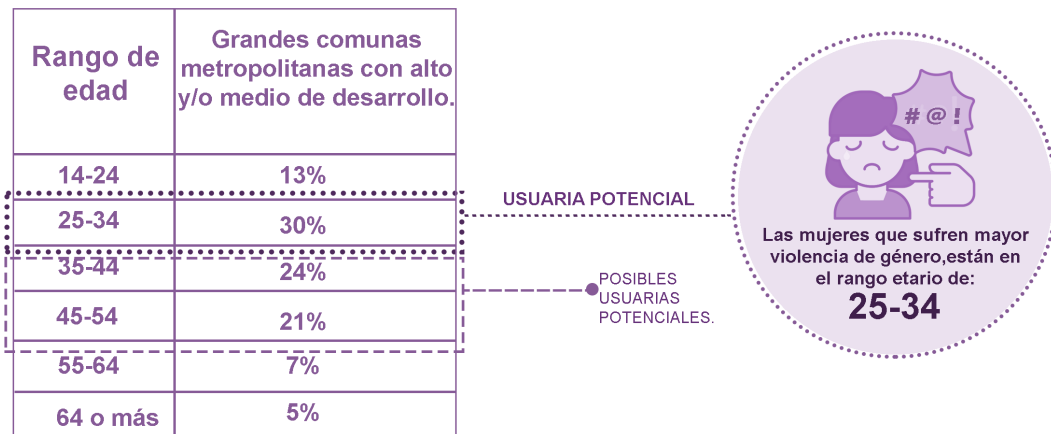 Rango de
edad
Grandes comunas
metropolitanas con alto
y/o medio de desarrollo.
14-24 13%
25-34 30%
35-44 24%
45-54 21%
55-64 7%
64 o más 5%
USUARIA POTENCIAL
POSIBLES
USUARIAS
POTENCIALES.
#@!
Las mujeres que sufren mayor
violencia de género,están en
el rango etario de:
25-34